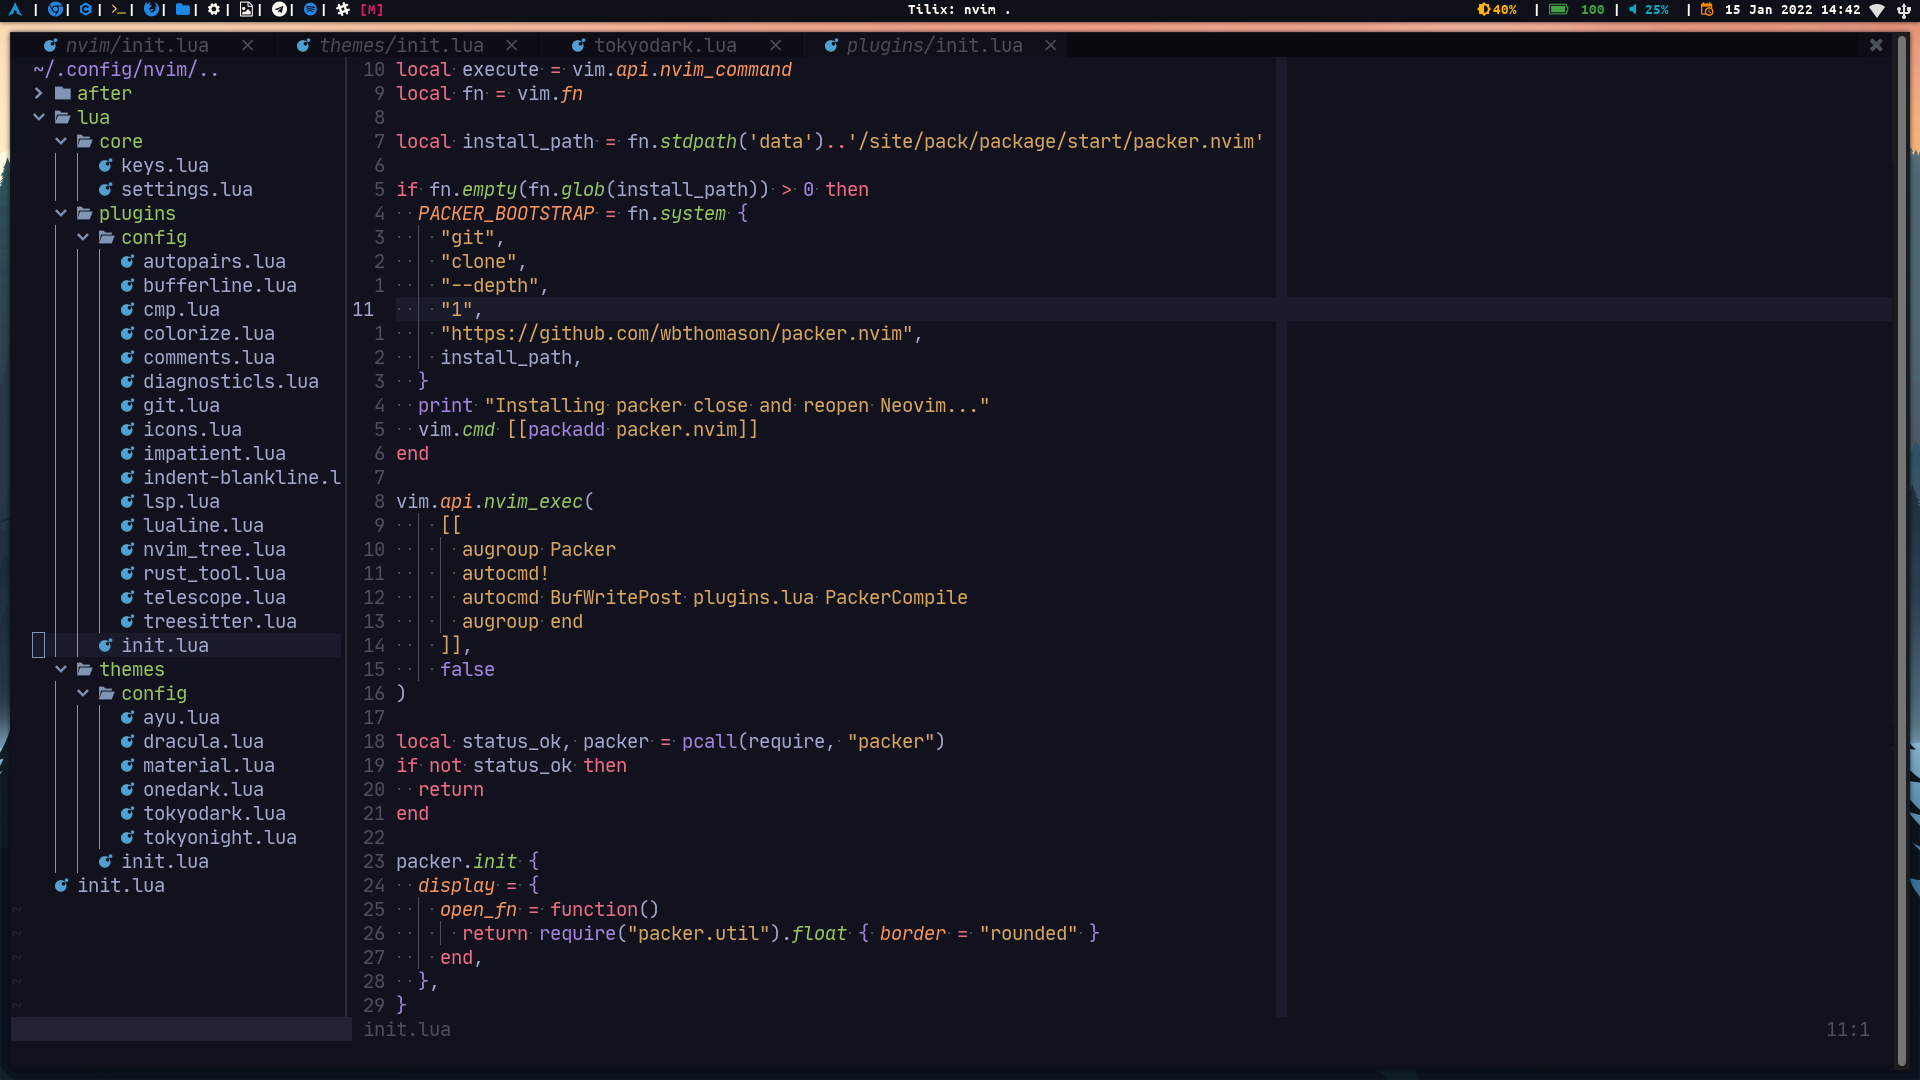 [M]
Tilix: nvim .
40% | 100 | 25% | 15 Jan 2022 14:42
nvim/init.lua × themes/init.lua × tokyodark.lua × plugins/init.lua ×
~/.config/nvim/..
after
lua
core
keys.lua
settings.lua
plugins
config
autopairs.lua
bufferline.lua
cmp.lua
colorize.lua
comments.lua
diagnosticls.lua
git.lua
icons.lua
impatient.lua
indent-blankline.l
lsp.lua
lualine.lua
nvim_tree.lua
rust_tool.lua
telescope.lua
treesitter.lua
init.lua
themes
config
ayu.lua
dracula.lua
material.lua
onedark.lua
tokyodark.lua
tokyonight.lua
init.lua
init.lua
~
~
~
~
~
10 local execute = vim.api.nvim_command
9 local fn = vim.fn
8
7 local install_path = fn.stdpath('data')..'/site/pack/package/start/packer.nvim'
6
5 if fn.empty(fn.glob(install_path)) > 0 then
4 PACKER_BOOTSTRAP = fn.system {
3 "git",
2 "clone",
1 "--depth",
11 "1",
1 "https://github.com/wbthomason/packer.nvim",
2 install_path,
3 }
4 print "Installing packer close and reopen Neovim..."
5 vim.cmd [[packadd packer.nvim]]
6 end
7
8 vim.api.nvim_exec(
9 [[
10 augroup Packer
11 autocmd!
12 autocmd BufWritePost plugins.lua PackerCompile
13 augroup end
14 ]],
15 false
16 )
17
18 local status_ok, packer = pcall(require, "packer")
19 if not status_ok then
20 return
21 end
22
23 packer.init {
24 display = {
25 open_fn = function()
26 return require("packer.util").float { border = "rounded" }
27 end,
28 },
29 }
init.lua 11:1